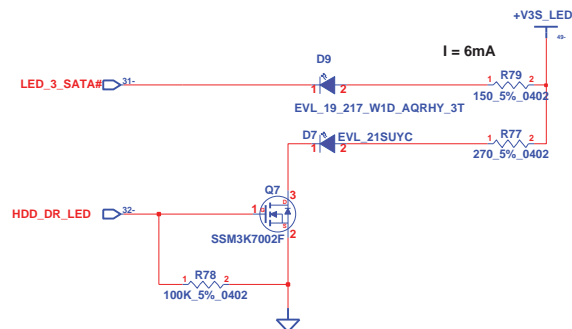 +V3S_LED
49-
D9
I = 6mA
LED_3_SATA#
31-
1
2
1
R79
2
150_5%_0402
EVL_19_217_W1D_AQRHY_3T
D7
EVL_21SUYC
1
2
1
R77
2
270_5%_0402
Q7
3
D
HDD_DR_LED
32-
1
G
S
2
SSM3K7002F
1
R78
2
100K_5%_0402